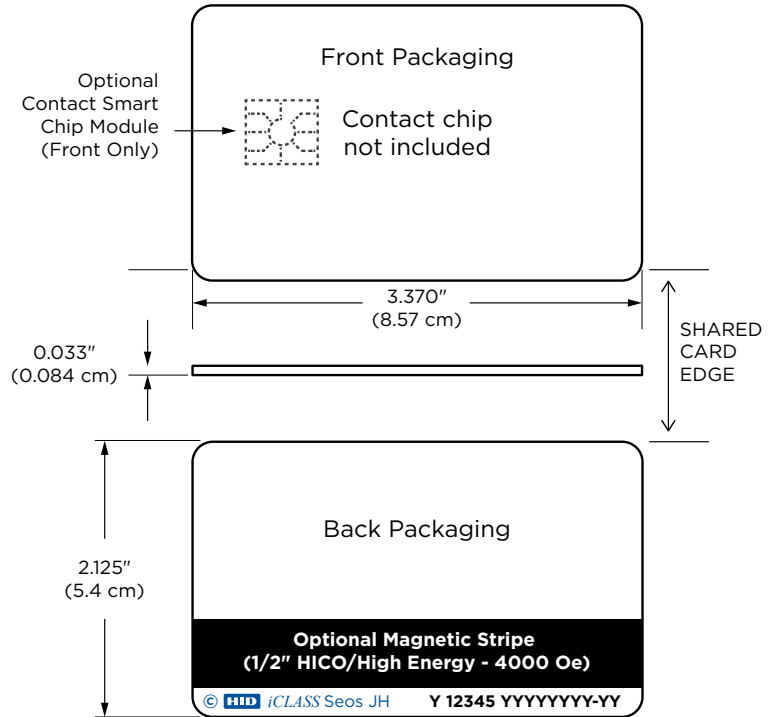 Front Packaging
Optional
Contact Smart
Chip Module
(Front Only)
Contact chip
not included
3.370"
(8.57 cm)
SHARED
CARD
EDGE
0.033"
(0.084 cm)
Back Packaging
2.125"
(5.4 cm)
Optional Magnetic Stripe
(1/2" HICO/High Energy - 4000 Oe)
© HID iCLASS Seos JH Y 12345 YYYYYYYY-YY